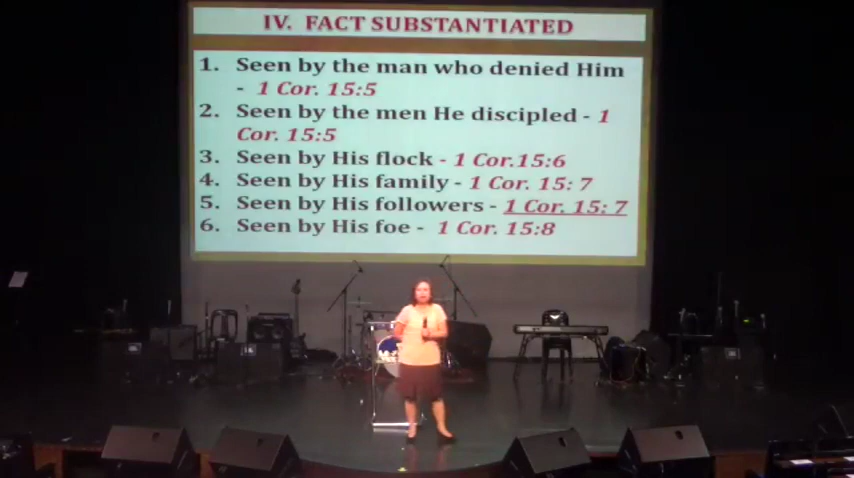 IV. FACT SUBSTANTIATED
1. Seen by the man who denied Him
- 1 Cor. 15:5
2. Seen by the men He discipled - 1
Cor. 15:5
3. Seen by His flock - 1 Cor.15:6
4. Seen by His family - 1 Cor. 15: 7
5. Seen by His followers - 1 Cor. 15: 7
6. Seen by His foe - 1 Cor. 15:8